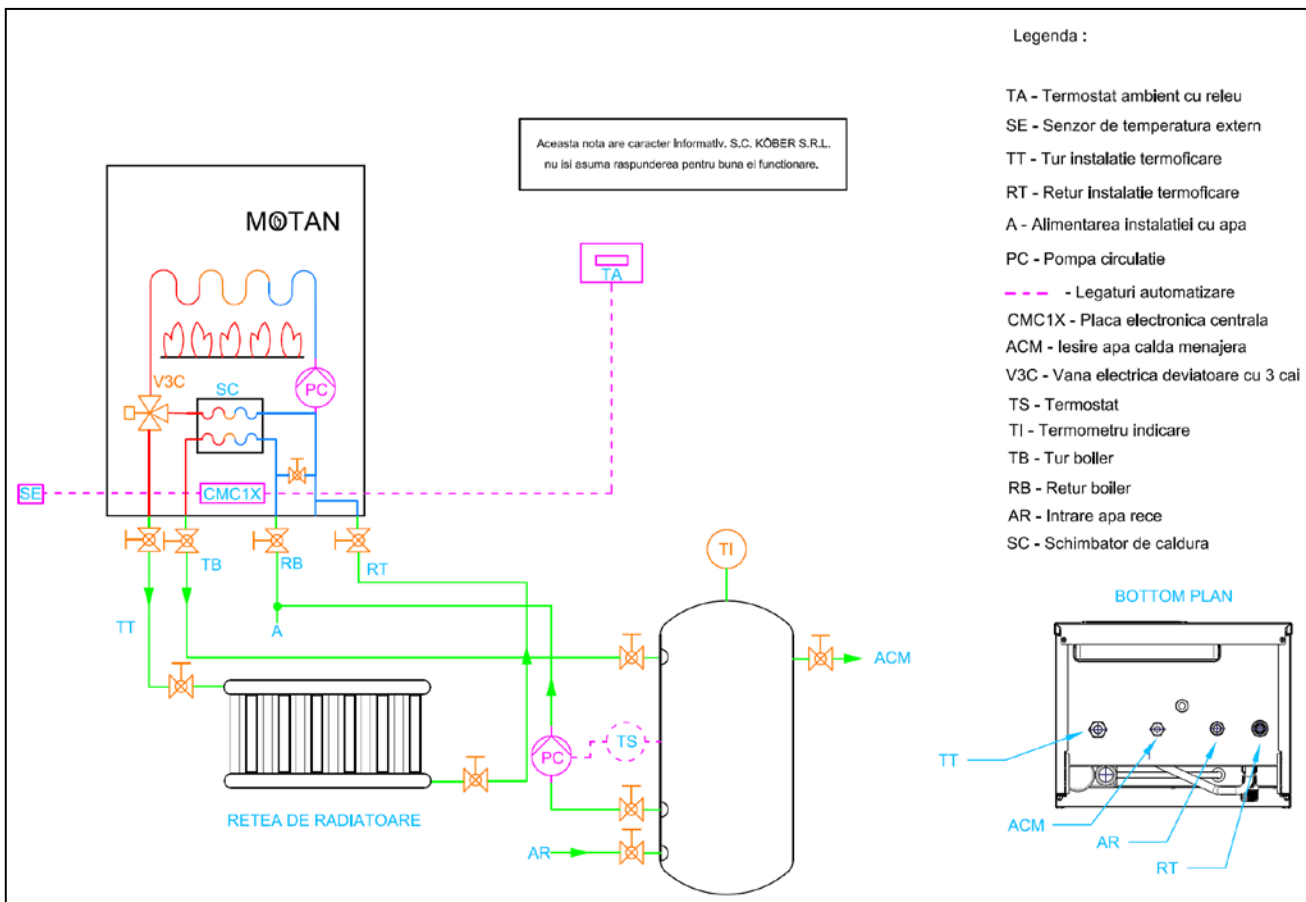 Legenda :
TA - Termostat ambient cu releu
SE - Senzor de temperatura extern
TT - Tur instalatie termoficare
RT - Retur instalatie termoficare
A - Alimentarea instalatiei cu apa
PC - Pompa circulatie
- Legaturi automatizare
CMC1X - Placa electronica centrala
ACM - Iesire apa calda menajera
V3C - Vana electrica deviatoare cu 3 cai
TS - Termostat
TI - Termometru indicare
TB - Tur boiler
RB - Retur boiler
AR - Intrare apa rece
SC - Schimbator de caldura
Aceasta nota are caracter informativ. S.C. KÖBER S.R.L.
nu isi asuma raspunderea pentru buna ei functionare.
MOTAN
TA
V3C
SC
PC
SE
CMC1X
TB
RB
RT
TI
TT
A
ACM
PC
TS
RETEA DE RADIATOARE
AR
BOTTOM PLAN
TT
ACM
AR
RT